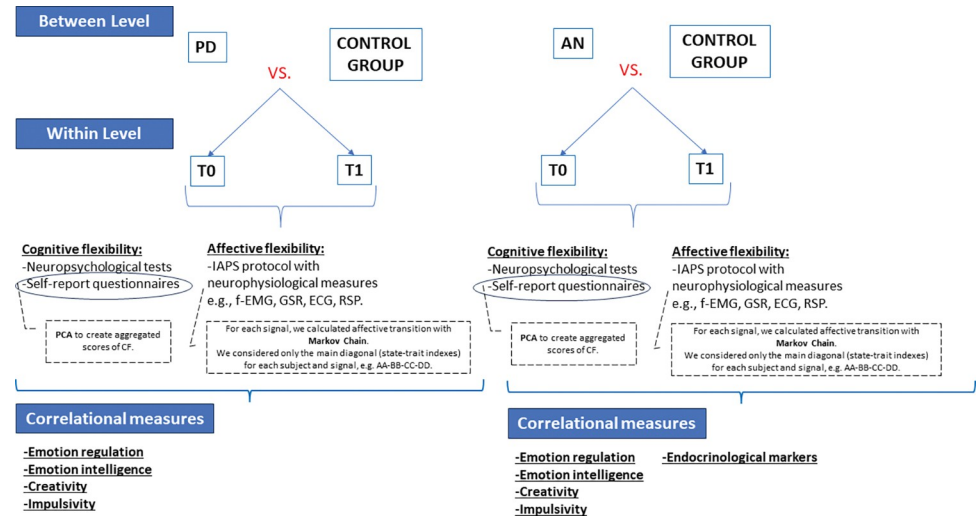 Between Level
PD
VS.
CONTROL
GROUP
AN
VS.
CONTROL
GROUP
Within Level
T0
T1
T0
T1
Cognitive flexibility:
-Neuropsychological tests
-Self-report questionnaires
Affective flexibility:
-IAPS protocol with
neurophysiological measures
e.g., f-EMG, GSR, ECG, RSP.
PCA to create aggregated
scores of CF.
For each signal, we calculated affective transition with
Markov Chain.
We considered only the main diagonal (state-trait indexes)
for each subject and signal, e.g. AA-BB-CC-DD.
Cognitive flexibility:
-Neuropsychological tests
-Self-report questionnaires
Affective flexibility:
-IAPS protocol with
neurophysiological measures
e.g., f-EMG, GSR, ECG, RSP.
PCA to create aggregated
scores of CF.
For each signal, we calculated affective transition with
Markov Chain.
We considered only the main diagonal (state-trait indexes)
for each subject and signal, e.g. AA-BB-CC-DD.
Correlational measures
-Emotion regulation
-Emotion intelligence
-Creativity
-Impulsivity
Correlational measures
-Emotion regulation
-Emotion intelligence
-Creativity
-Impulsivity
-Endocrinological markers